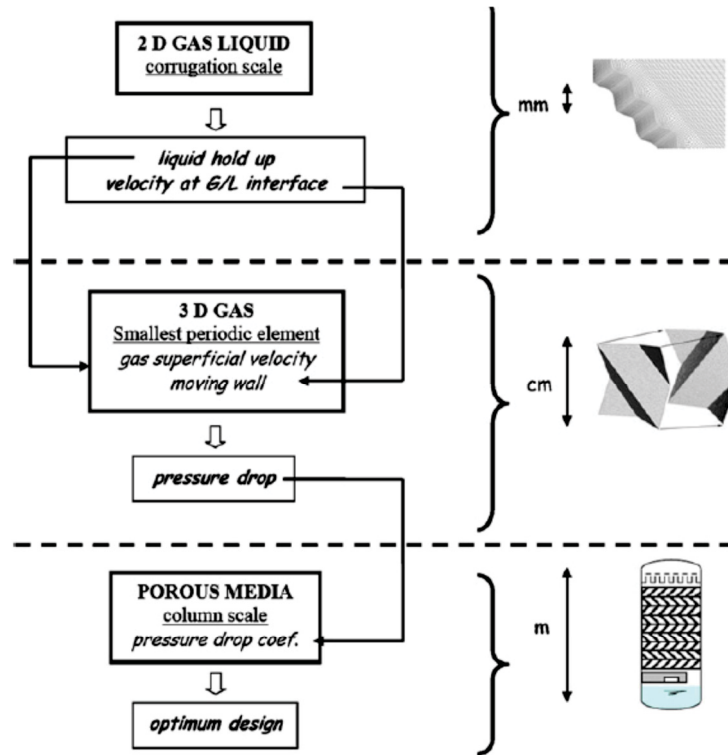 2 D GAS LIQUID
corrugation scale
mm
liquid hold up
velocity at G/L interface
3 D GAS
Smallest periodic element
gas superficial velocity
moving wall
cm
pressure drop
POROUS MEDIA
column scale
pressure drop coef.
m
optimum design